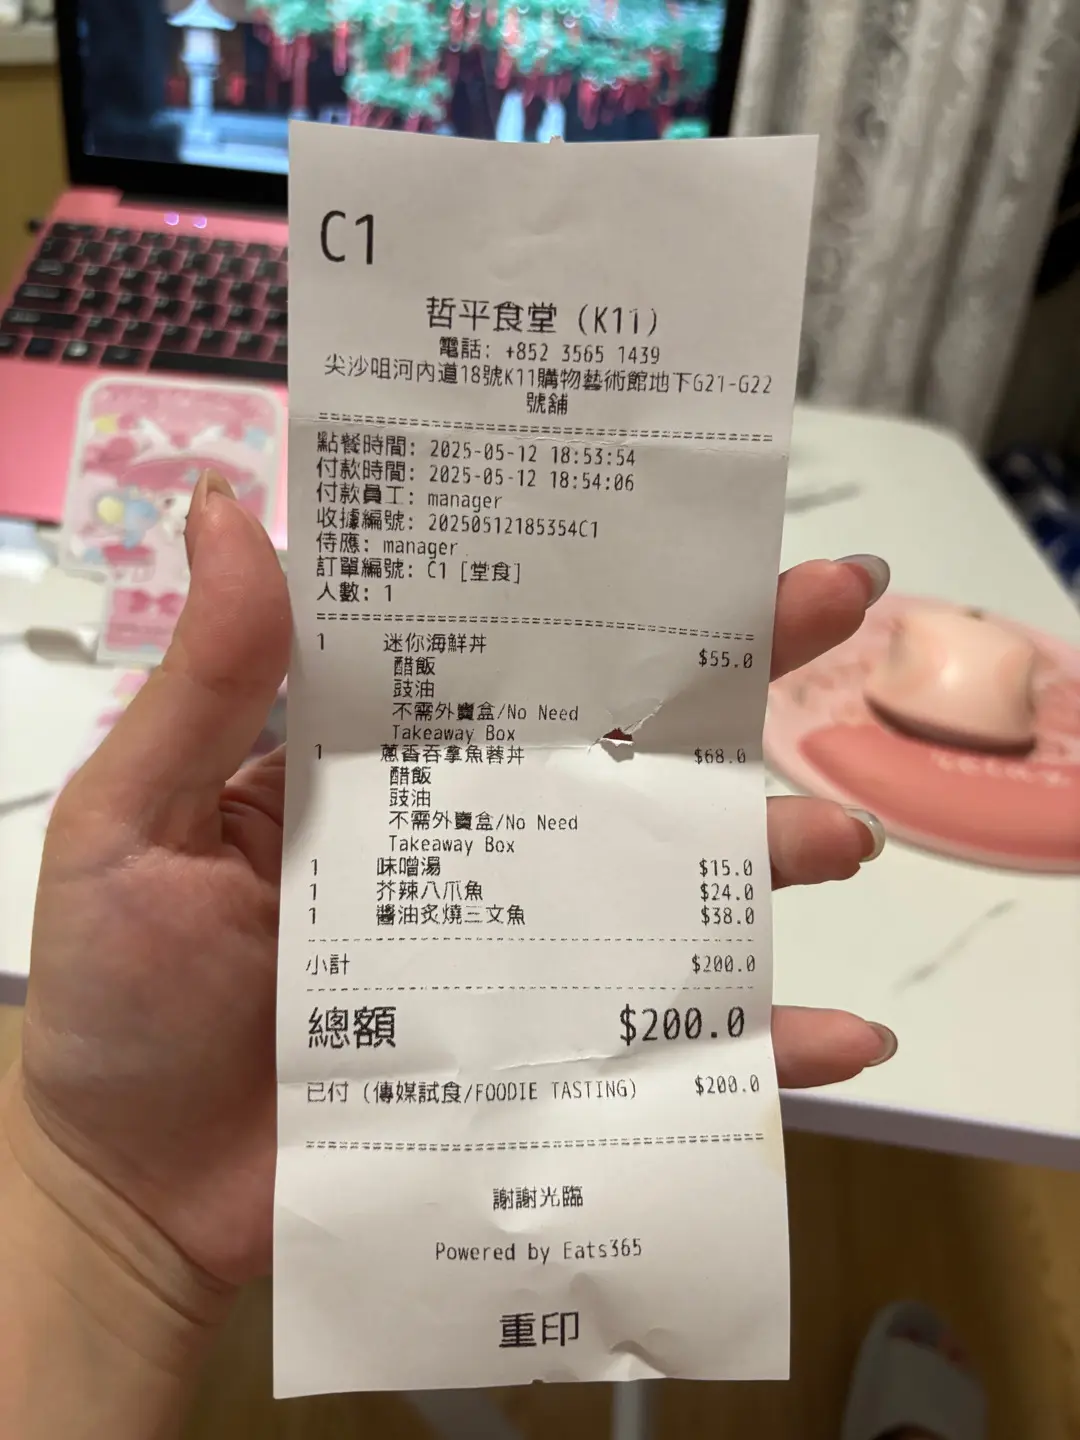 C1
哲平食堂 (K11)
電話: +852 3565 1439
尖沙咀河內道18號K11購物藝術館地下G21-G22
號舖
點餐時間: 2025-05-12 18:53:54
付款時間: 2025-05-12 18:54:06
付款員工: manager
收據編號: 20250512185354C1
侍應: manager
訂單編號: C1 [堂食]
人數: 1
1 迷你海鮮丼 $55.0
醋飯
豉油
不需外賣盒/No Need
Takeaway Box
1 蔥香吞拿魚蓉丼 $68.0
醋飯
豉油
不需外賣盒/No Need
Takeaway Box
1 味噌湯 $15.0
1 芥辣八爪魚 $24.0
1 醬油炙燒三文魚 $38.0
小計 $200.0
總額 $200.0
已付 (傳媒試食/FOODIE TASTING) $200.0
謝謝光臨
Powered by Eats365
重印